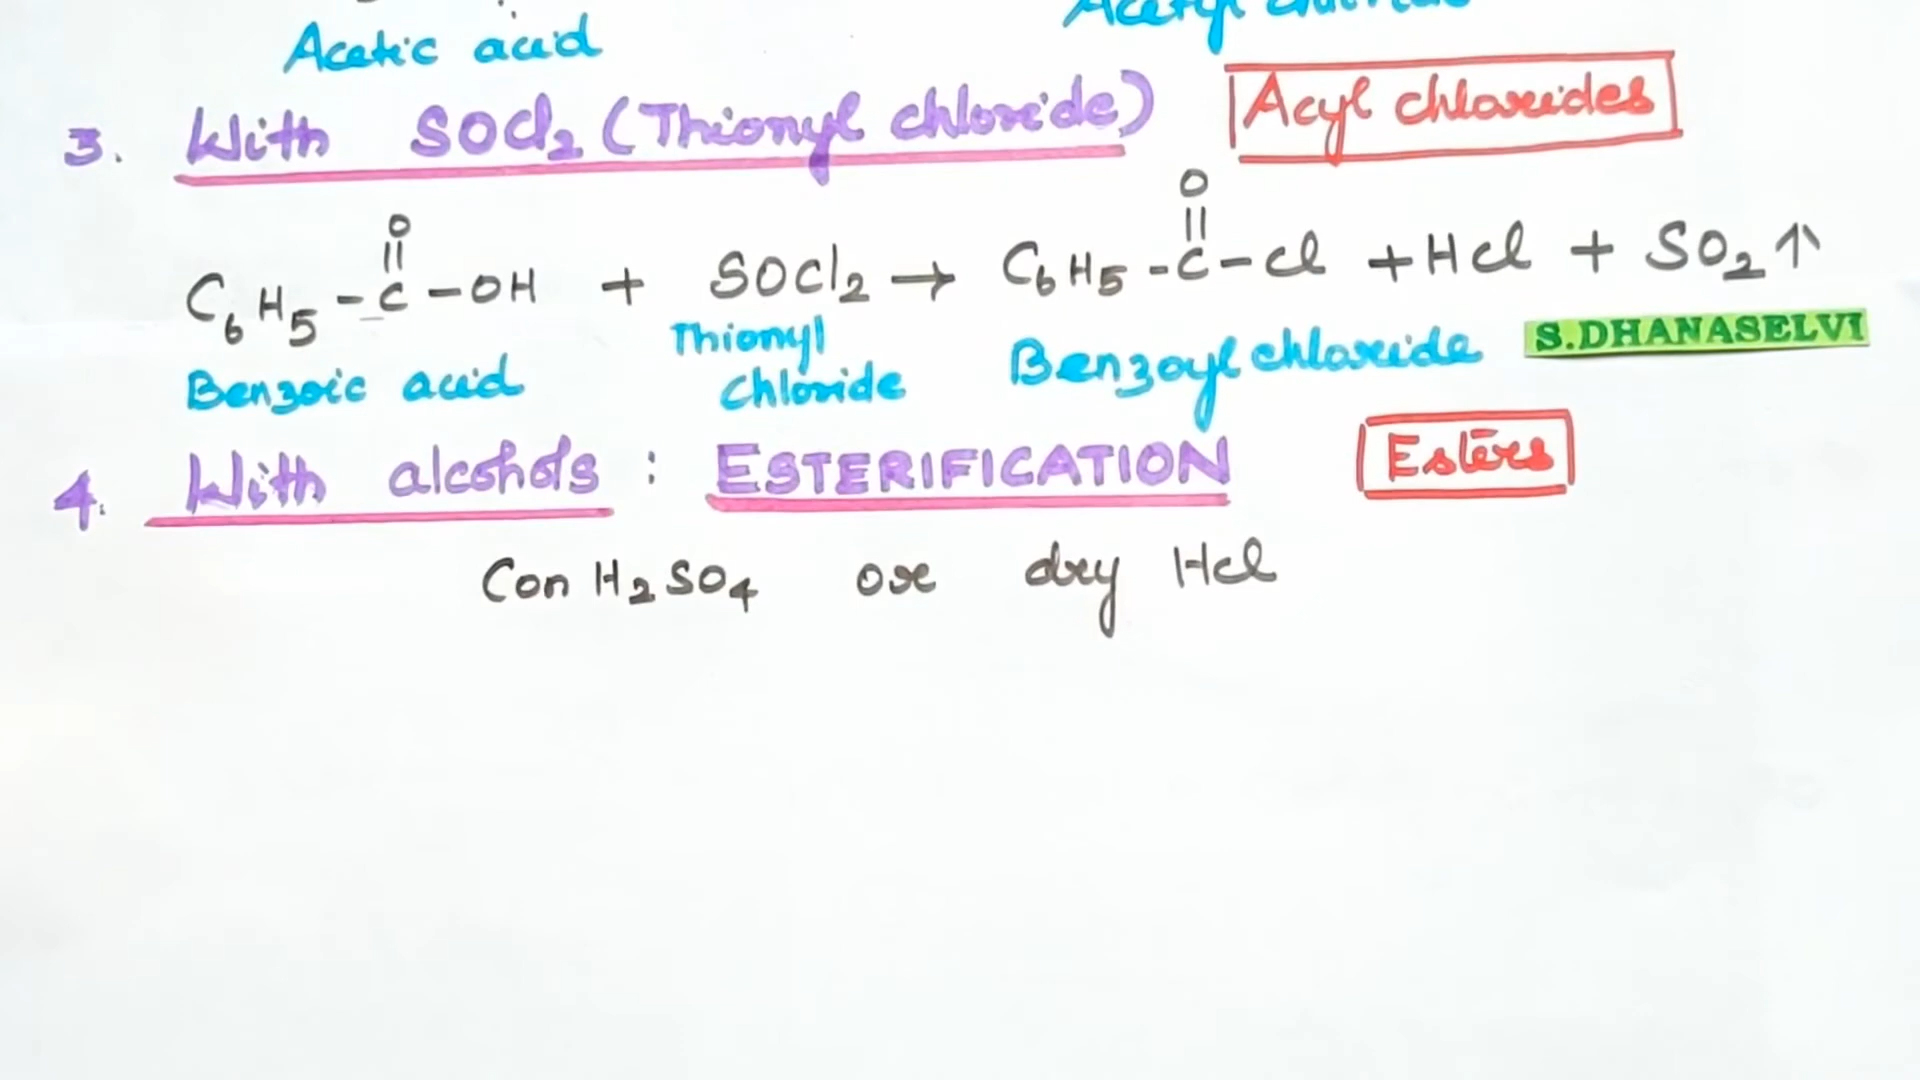 Acetic acid
3. With SOCl₂ (Thionyl chloride) Acyl chlorides
O O
|| ||
C₆H₅-C-OH + SOCl₂ → C₆H₅-C-Cl + HCl + SO₂↑
Benzoic acid Thionyl chloride Benzoyl chloride S.DHANASELVI
4. With alcohols : ESTERIFICATION Esters
Con H₂SO₄ or dry HCl